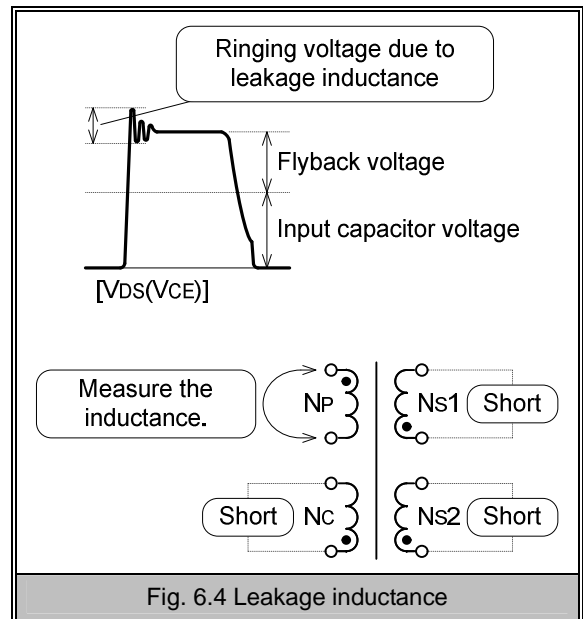 Ringing voltage due to
leakage inductance
Flyback voltage
Input capacitor voltage
[VDS(VCE)]
Measure the
inductance.
NP
NS1
Short
Short
NC
NS2
Short
Fig. 6.4 Leakage inductance